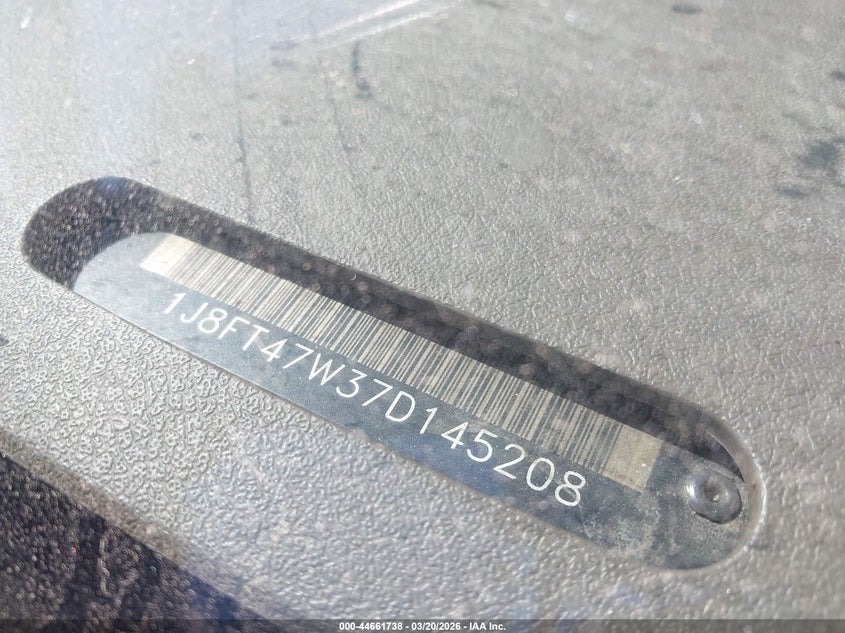 1J8FT47W37D145208
000-44661738 — 03/20/2026 — IAA Inc.